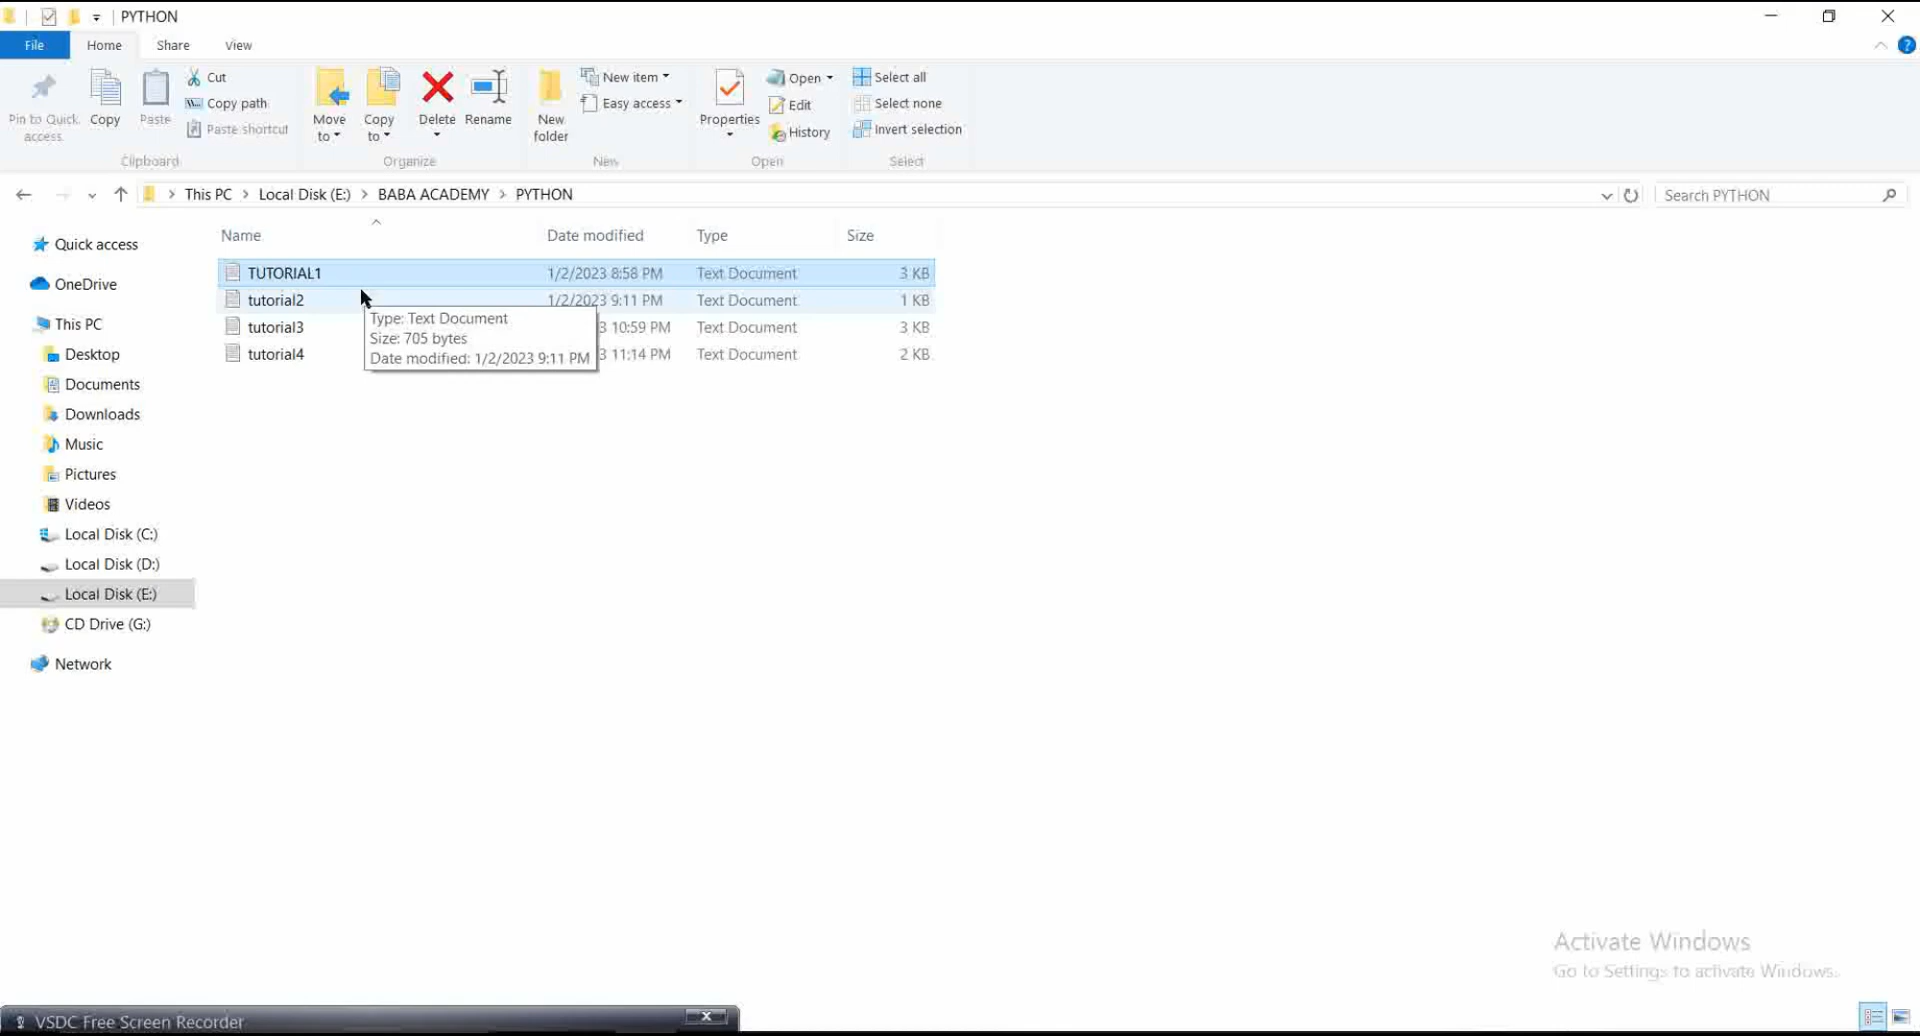 PYTHON
File Home Share View
Pin to Quick access
Copy
Paste
Cut
Copy path
Paste shortcut
Clipboard
Move to
Copy to
Delete
Rename
Organize
New folder
New item
Easy access
New
Properties
Open
Edit
History
Open
Select all
Select none
Invert selection
Select
This PC > Local Disk (E:) > BABA ACADEMY > PYTHON
Search PYTHON
Name Date modified Type Size
TUTORIAL1 1/2/2023 8:58 PM Text Document 3 KB
tutorial2 1/2/2023 9:11 PM Text Document 1 KB
tutorial3 3 10:59 PM Text Document 3 KB
tutorial4 3 11:14 PM Text Document 2 KB
Type: Text Document
Size: 705 bytes
Date modified: 1/2/2023 9:11 PM
Quick access
OneDrive
This PC
Desktop
Documents
Downloads
Music
Pictures
Videos
Local Disk (C:)
Local Disk (D:)
Local Disk (E:)
CD Drive (G:)
Network
Activate Windows
Go to Settings to activate Windows.
VSDC Free Screen Recorder